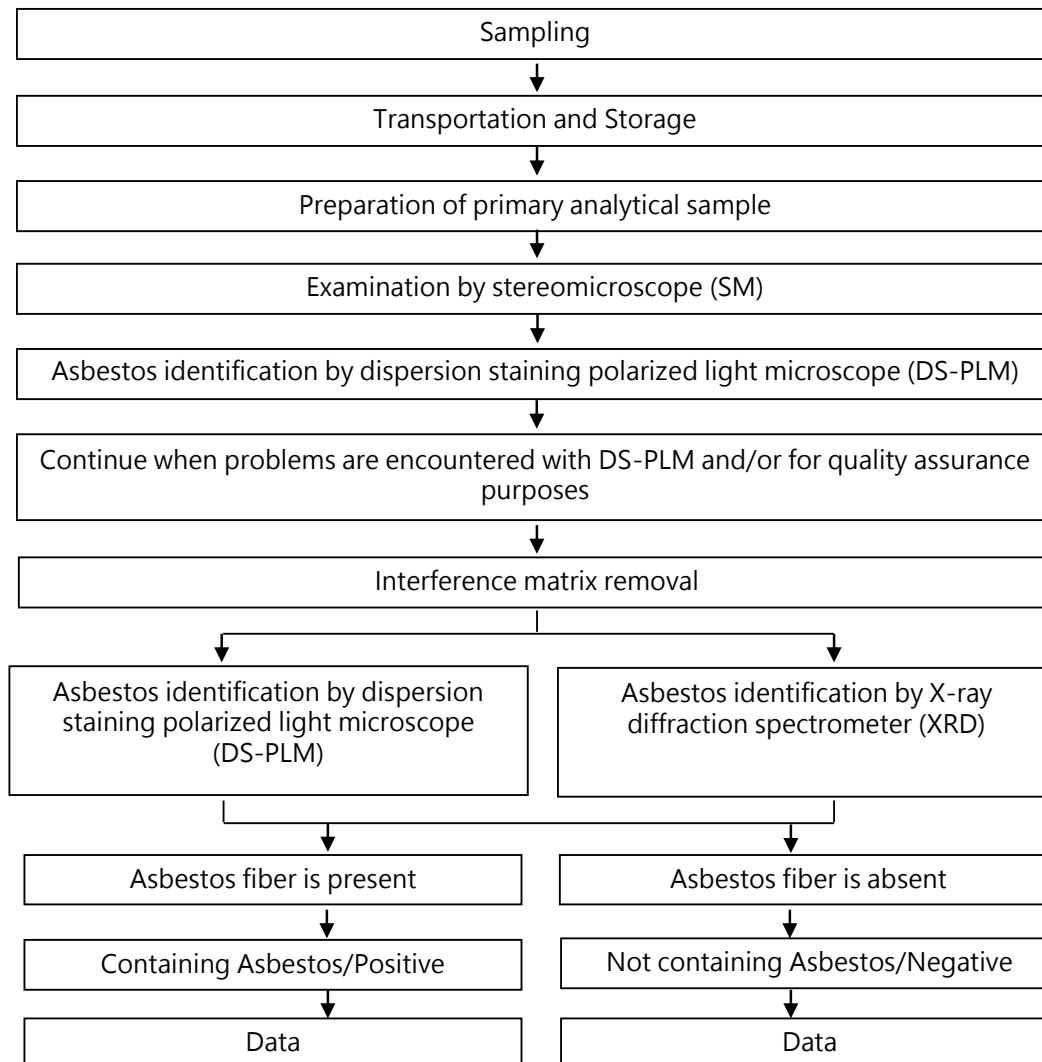 Sampling
Transportation and Storage
Preparation of primary analytical sample
Examination by stereomicroscope (SM)
Asbestos identification by dispersion staining polarized light microscope (DS-PLM)
Continue when problems are encountered with DS-PLM and/or for quality assurance
purposes
Interference matrix removal
Asbestos identification by dispersion
staining polarized light microscope
(DS-PLM)
Asbestos identification by X-ray
diffraction spectrometer (XRD)
Asbestos fiber is present
Asbestos fiber is absent
Containing Asbestos/Positive
Not containing Asbestos/Negative
Data
Data